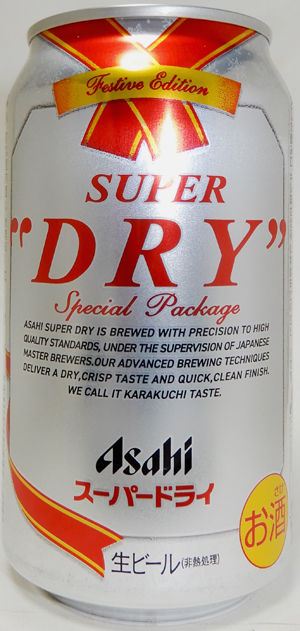 Festive Edition
SUPER
"DRY"
Special Package
ASAHI SUPER DRY IS BREWED WITH PRECISION TO HIGH
QUALITY STANDARDS, UNDER THE SUPERVISION OF JAPANESE
MASTER BREWERS.OUR ADVANCED BREWING TECHNIQUES
DELIVER A DRY,CRISP TASTE AND QUICK,CLEAN FINISH.
WE CALL IT KARAKUCHI TASTE.
Asahi
スーパードライ
さけ
お酒
生ビール(非熱処理)